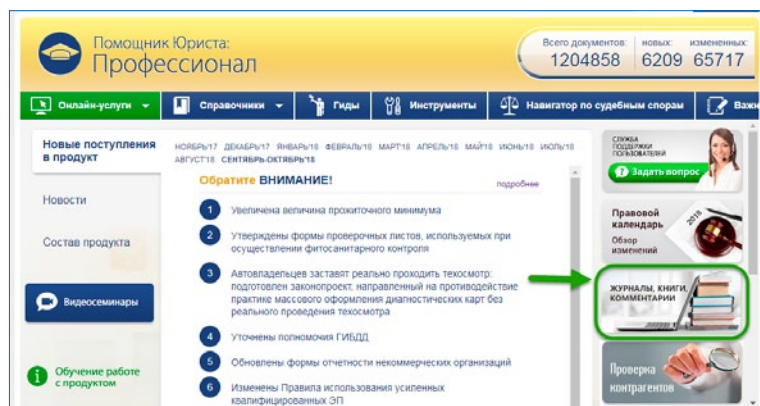 Помощник Юриста:
Профессионал
Всего документов: новых: измененных:
1204858 6209 65717
Онлайн-услуги
Справочники
Гиды
Инструменты
Навигатор по судебным спорам
Важн
Новые поступления
в продукт
Новости
Состав продукта
Видеосеминары
Обучение работе
с продуктом
НОЯБРЬ'17 ДЕКАБРЬ'17 ЯНВАРЬ'18 ФЕВРАЛЬ'18 МАРТ'18 АПРЕЛЬ'18 МАЙ'18 ИЮНЬ'18 ИЮЛЬ'18
АВГУСТ'18 СЕНТЯБРЬ-ОКТЯБРЬ'18
Обратите ВНИМАНИЕ!
подробнее
1 Увеличена величина прожиточного минимума
2 Утверждены формы проверочных листов, используемых при
осуществлении фитосанитарного контроля
3 Автовладельцев заставят реально проходить техосмотр:
подготовлен законопроект, направленный на противодействие
практике массового оформления диагностических карт без
реального проведения техосмотра
4 Уточнены полномочия ГИБДД
5 Обновлены формы отчетности некоммерческих организаций
6 Изменены Правила использования усиленных
квалифицированных ЭП
СЛУЖБА
ПОДДЕРЖКИ
ПОЛЬЗОВАТЕЛЕЙ
? Задать вопрос
Правовой
календарь
2018
Обзор
изменений
ЖУРНАЛЫ, КНИГИ,
КОММЕНТАРИИ
Проверка
контрагентов